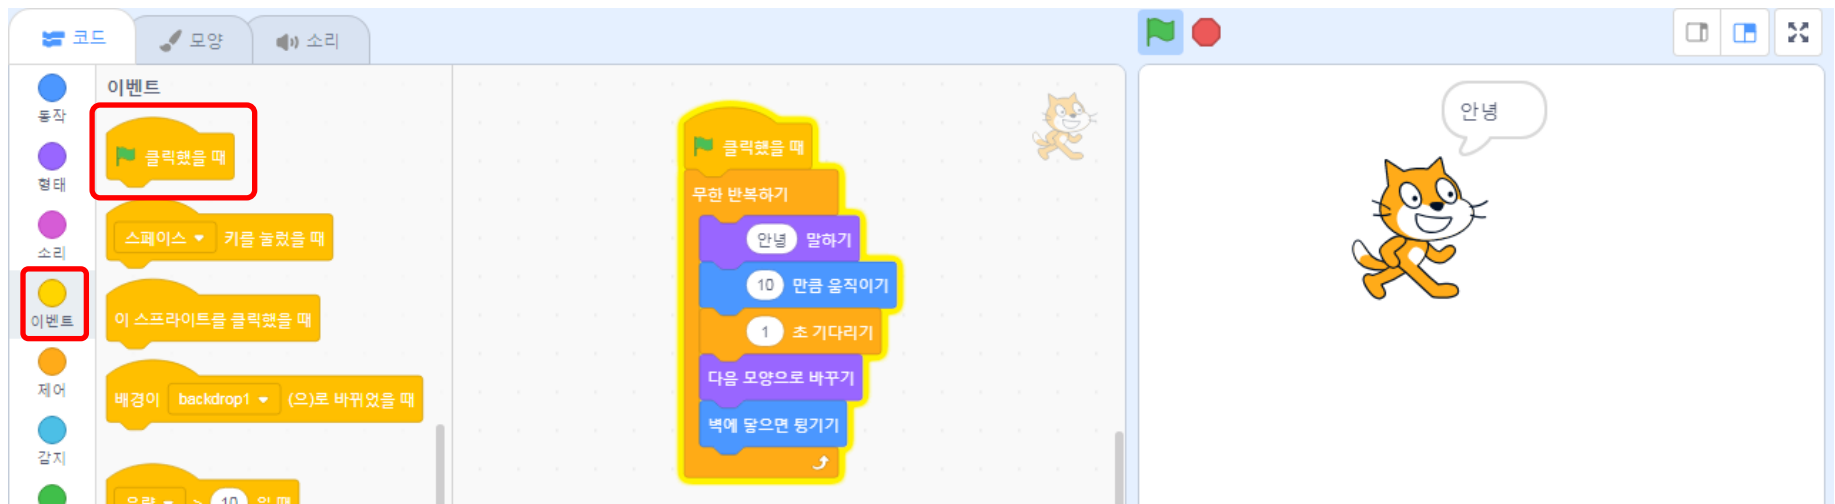 코드
모양
소리
동작
형태
소리
이벤트
제어
감지
이벤트
클릭했을 때
스페이스 키를 눌렀을 때
이 스프라이트를 클릭했을 때
배경이 backdrop1 (으)로 바뀌었을 때
음량 > 10 일 때
클릭했을 때
무한 반복하기
안녕 말하기
10 만큼 움직이기
1 초 기다리기
다음 모양으로 바꾸기
벽에 닿으면 튕기기
안녕